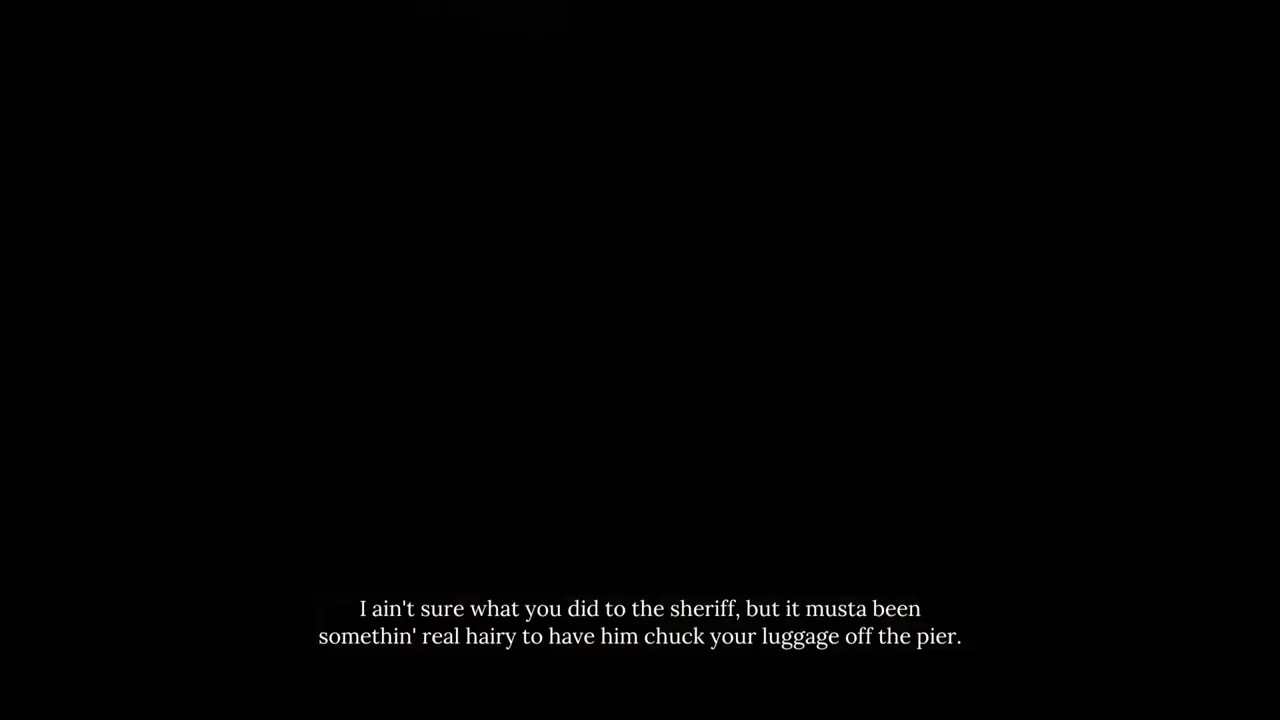 I ain't sure what you did to the sheriff, but it musta been
somethin' real hairy to have him chuck your luggage off the pier.